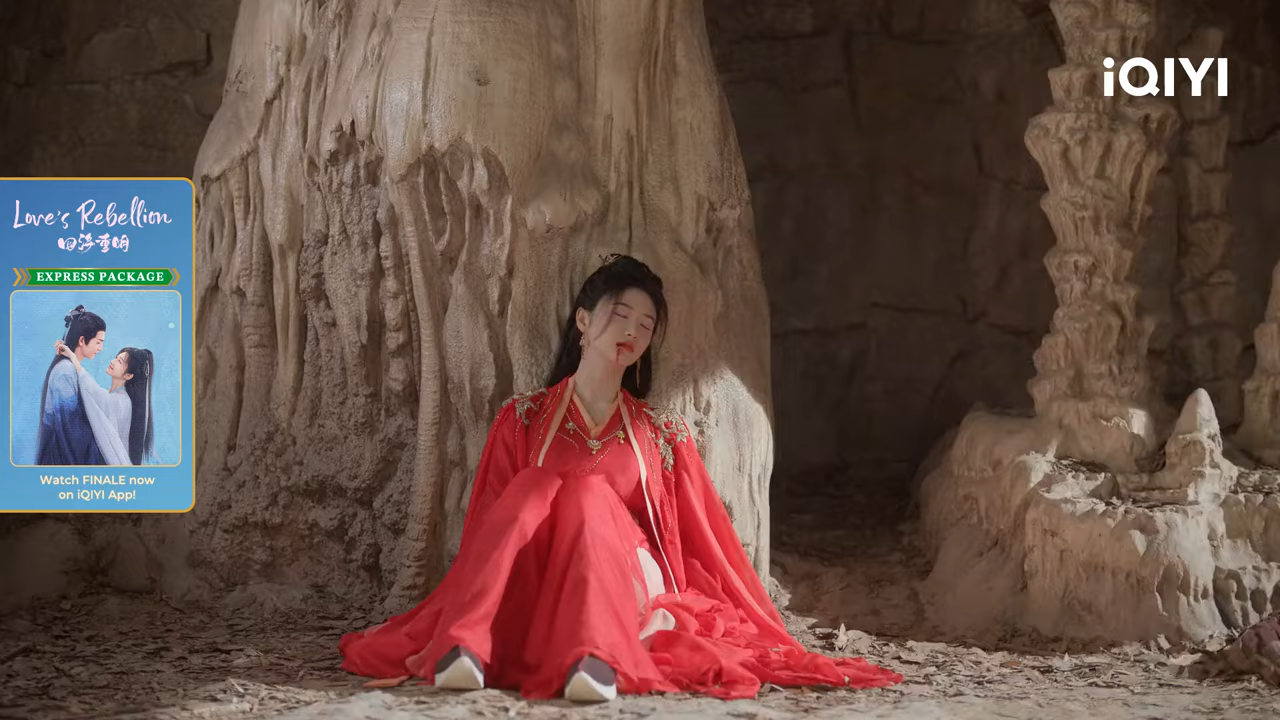 iQIYI
Love's Rebellion
四海重明
EXPRESS PACKAGE
Watch FINALE now
on iQIYI App!